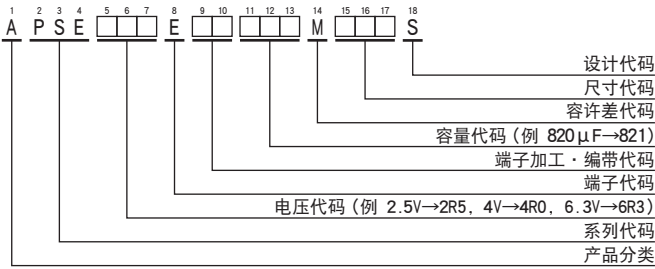 1 2 3 4 5 6 7 8 9 10 11 12 13 14 15 16 17 18
A P S E □□□ E □□ □□□ M □□□ S
设计代码
尺寸代码
容许差代码
容量代码（例 820μF→821）
端子加工・编带代码
端子代码
电压代码（例 2.5V→2R5, 4V→4R0, 6.3V→6R3）
系列代码
产品分类